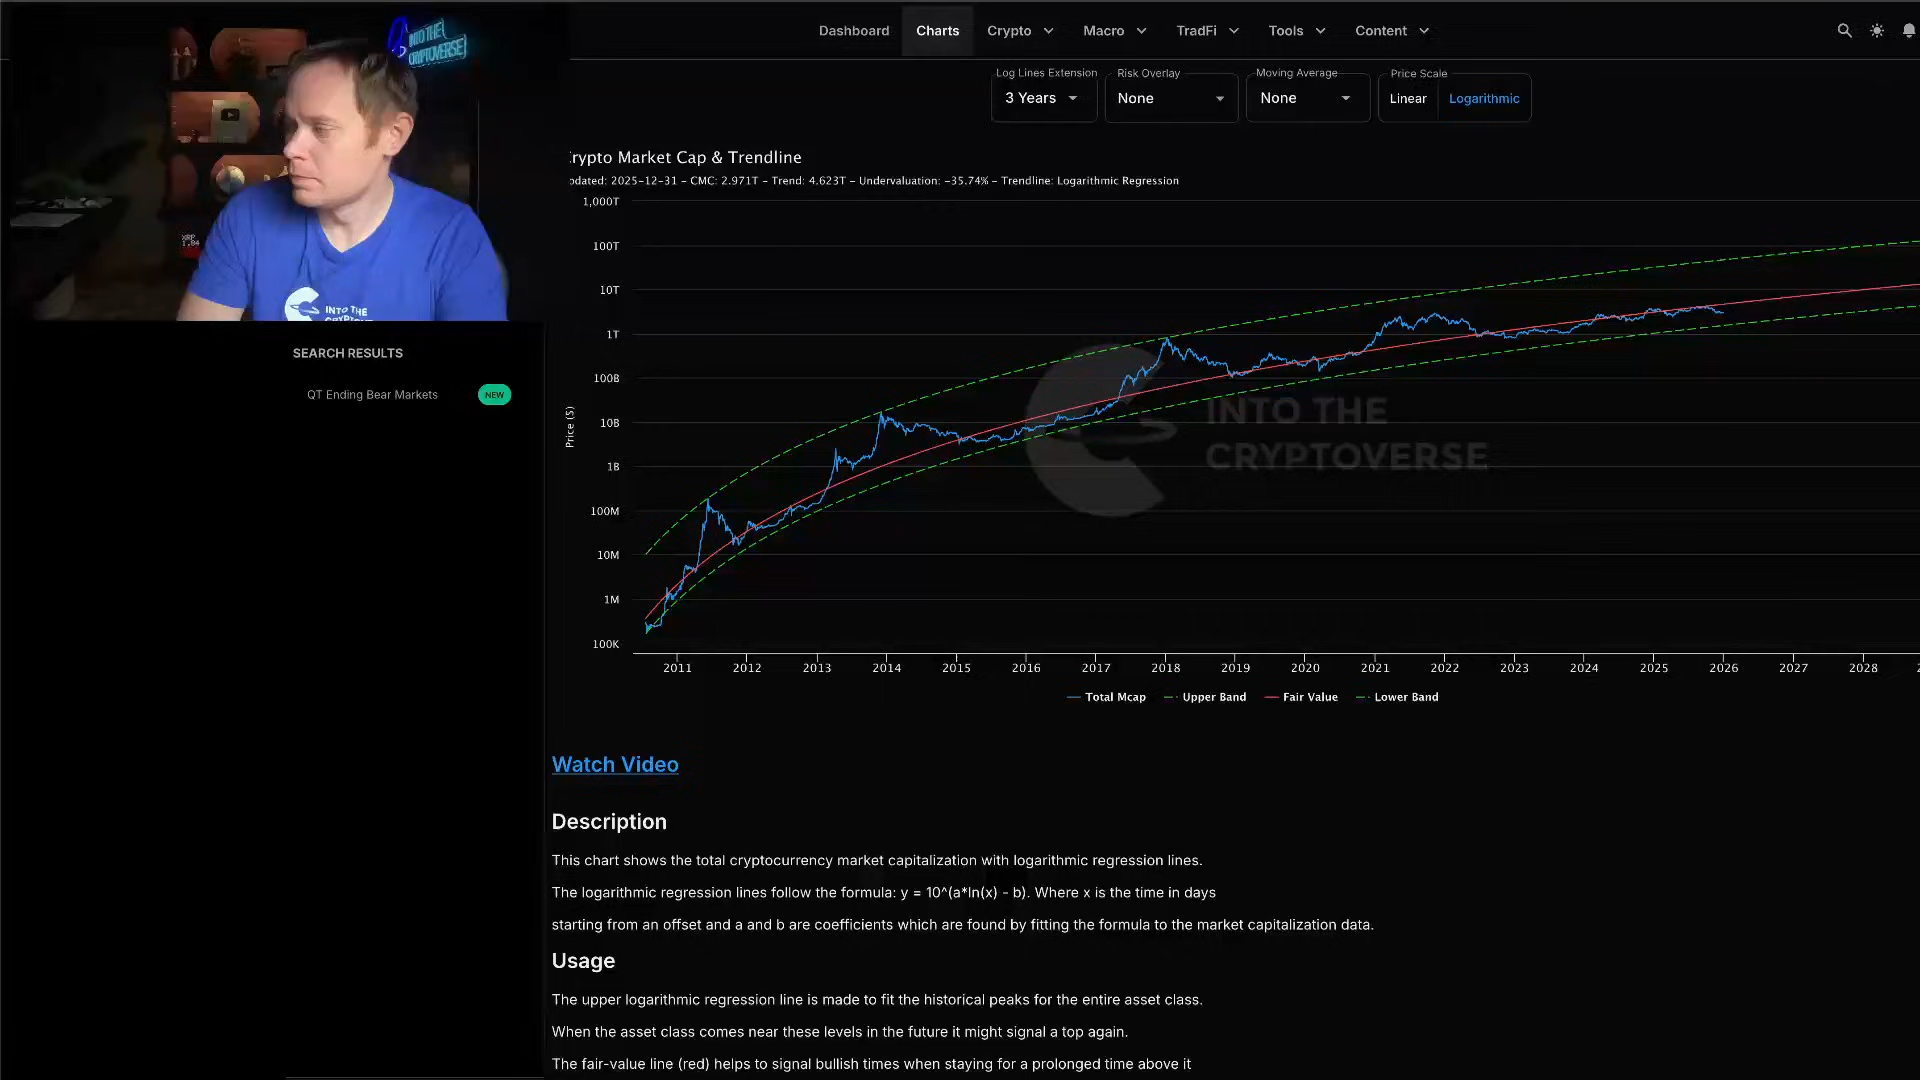 INTO THE
CRYPTOVERSE
XRP
1.84
INTO THE
Dashboard
Charts
Crypto
Macro
TradFi
Tools
Content
Log Lines Extension
3 Years
Risk Overlay
None
Moving Average
None
Price Scale
Linear
Logarithmic
SEARCH RESULTS
QT Ending Bear Markets
NEW
rypto Market Cap & Trendline
pdated: 2025-12-31 - CMC: 2.971T - Trend: 4.623T - Undervaluation: -35.74% - Trendline: Logarithmic Regression
1,000T
100T
10T
1T
100B
10B
1B
100M
10M
1M
100K
Price ($)
INTO THE
CRYPTOVERSE
2011
2012
2013
2014
2015
2016
2017
2018
2019
2020
2021
2022
2023
2024
2025
2026
2027
2028
Total Mcap
Upper Band
Fair Value
Lower Band
Watch Video
Description
This chart shows the total cryptocurrency market capitalization with logarithmic regression lines.
The logarithmic regression lines follow the formula: y = 10^(a*ln(x) - b). Where x is the time in days
starting from an offset and a and b are coefficients which are found by fitting the formula to the market capitalization data.
Usage
The upper logarithmic regression line is made to fit the historical peaks for the entire asset class.
When the asset class comes near these levels in the future it might signal a top again.
The fair-value line (red) helps to signal bullish times when staying for a prolonged time above it